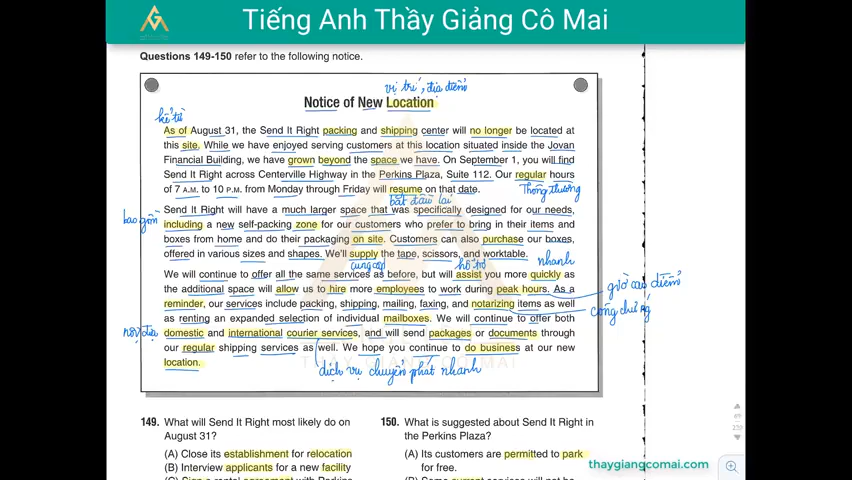 Tiếng Anh Thầy Giảng Cô Mai
Questions 149-150 refer to the following notice.
vị trí, địa điểm
Notice of New Location
kể từ
As of August 31, the Send It Right packing and shipping center will no longer be located at
this site. While we have enjoyed serving customers at this location situated inside the Jovan
Financial Building, we have grown beyond the space we have. On September 1, you will find
Send It Right across Centerville Highway in the Perkins Plaza, Suite 112. Our regular hours
of 7 A.M. to 10 P.M. from Monday through Friday will resume on that date.
thông thường
bắt đầu lại
Send It Right will have a much larger space that was specifically designed for our needs,
bao gồm
including a new self-packing zone for our customers who prefer to bring in their items and
boxes from home and do their packaging on site. Customers can also purchase our boxes,
offered in various sizes and shapes. We'll supply the tape, scissors, and worktable.
cung cấp
hỗ trợ
nhanh
We will continue to offer all the same services as before, but will assist you more quickly as
the additional space will allow us to hire more employees to work during peak hours. As a
giờ cao điểm
reminder, our services include packing, shipping, mailing, faxing, and notarizing items as well
công chứng
as renting an expanded selection of individual mailboxes. We will continue to offer both
nội địa
domestic and international courier services, and will send packages or documents through
our regular shipping services as well. We hope you continue to do business at our new
location.
dịch vụ chuyển phát nhanh
149. What will Send It Right most likely do on
August 31?
(A) Close its establishment for relocation
(B) Interview applicants for a new facility
(C) Sign a rental agreement with Perkins
150. What is suggested about Send It Right in
the Perkins Plaza?
(A) Its customers are permitted to park
for free.
(B) Some current services will not be
thaygiangcomai.com